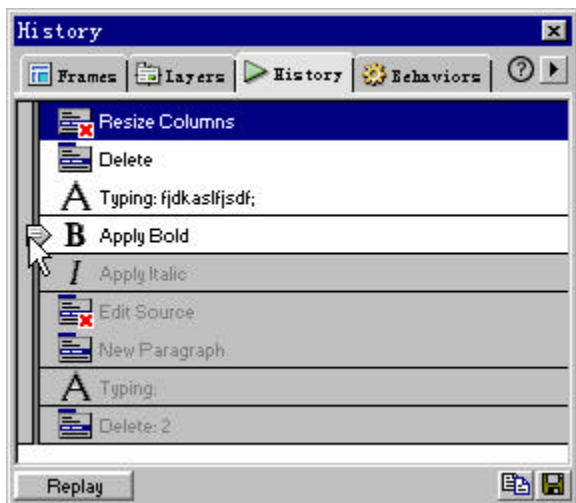 History
Frames Layers History Behaviors
Resize Columns
Delete
Typing: fjdkaslfjsdf;
B Apply Bold
I Apply Italic
Edit Source
New Paragraph
A Typing:
Delete: 2
Replay